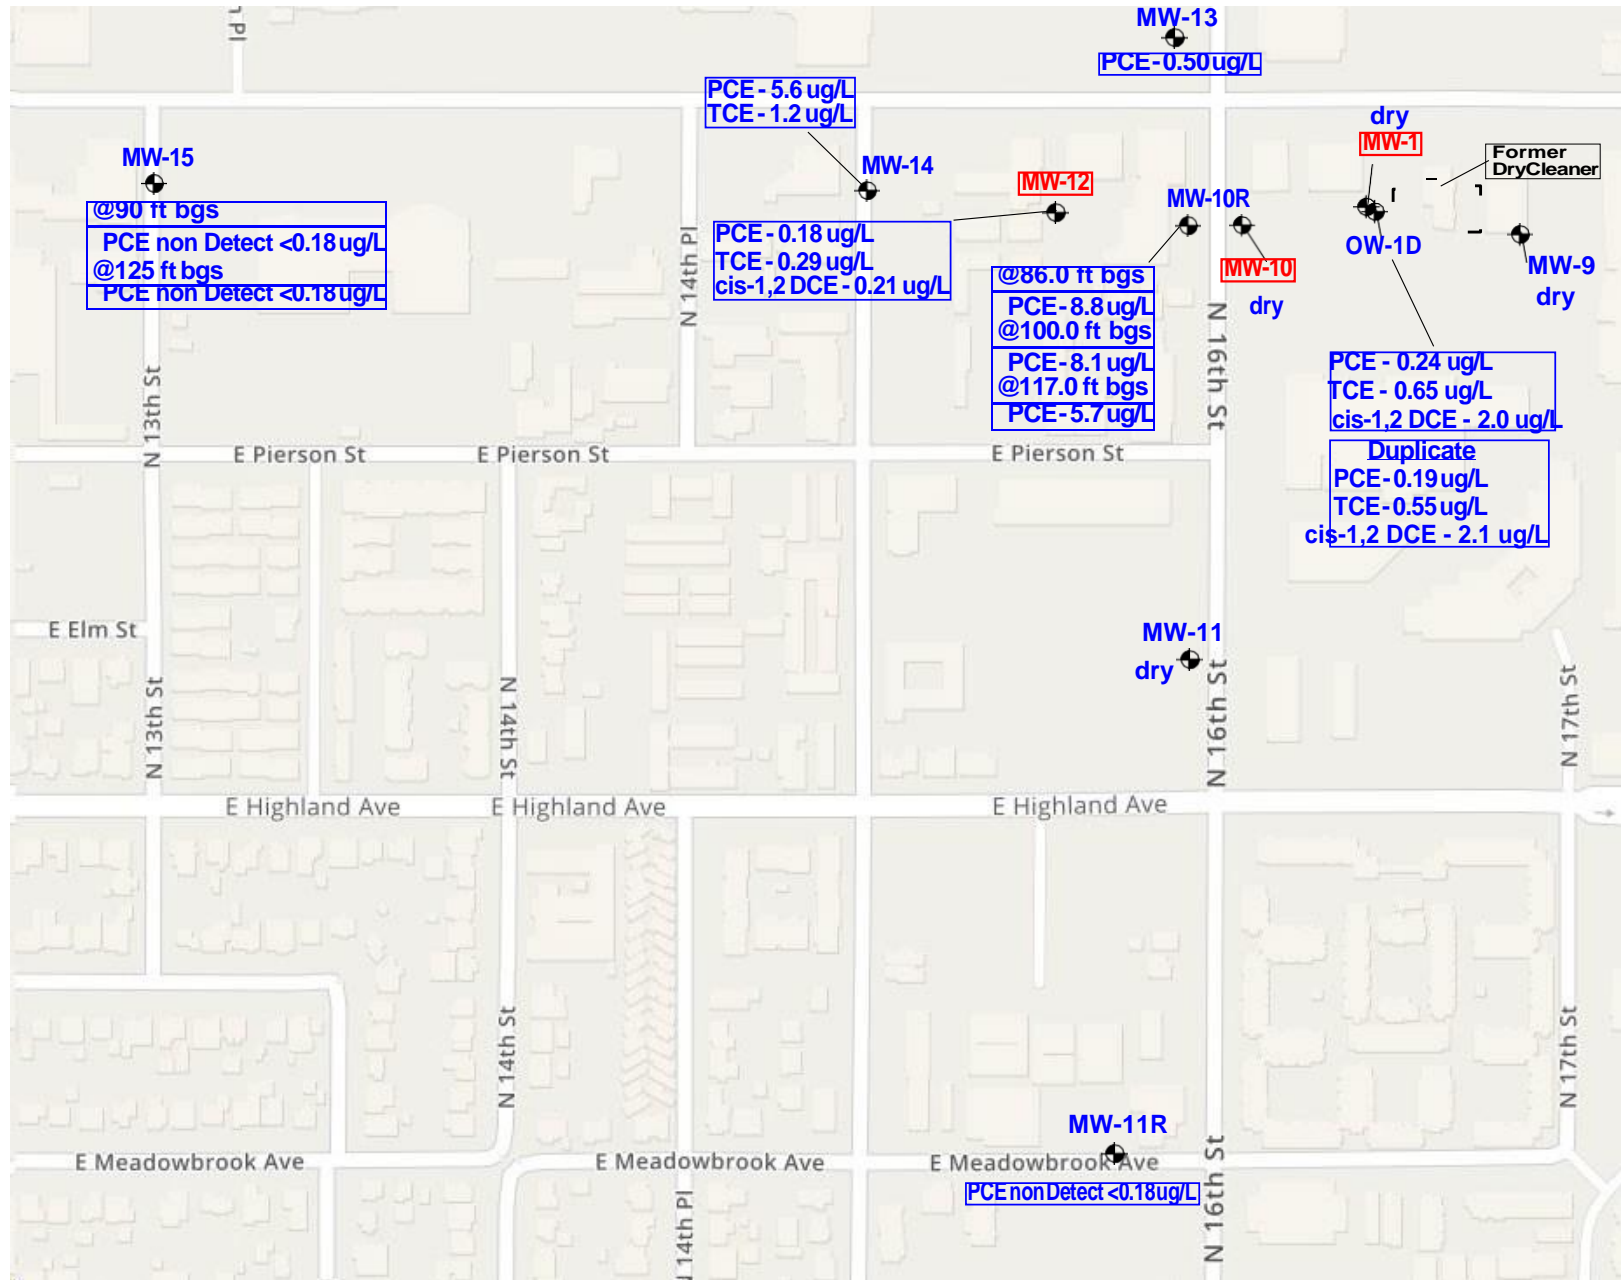 Pl
MW-13
PCE - 0.50 ug/L
PCE - 5.6 ug/L
TCE - 1.2 ug/L
dry
MW-1
Former
DryCleaner
MW-15
MW-14
MW-12
MW-10R
@90 ft bgs
PCE non Detect <0.18 ug/L
@125 ft bgs
PCE non Detect <0.18 ug/L
PCE - 0.18 ug/L
TCE - 0.29 ug/L
cis-1,2 DCE - 0.21 ug/L
OW-1D
MW-9
dry
MW-10
dry
@86.0 ft bgs
PCE - 8.8 ug/L
@100.0 ft bgs
PCE - 8.1 ug/L
@117.0 ft bgs
PCE - 5.7 ug/L
N 14th Pl
N 16th St
N 13th St
PCE - 0.24 ug/L
TCE - 0.65 ug/L
cis-1,2 DCE - 2.0 ug/L
Duplicate
PCE - 0.19 ug/L
TCE - 0.55 ug/L
cis-1,2 DCE - 2.1 ug/L
E Pierson St
E Pierson St
E Pierson St
E Elm St
MW-11
dry
N 13th St
N 14th St
N 16th St
N 17th St
E Highland Ave
E Highland Ave
E Highland Ave
N 14th St
N 17th St
MW-11R
E Meadowbrook Ave
E Meadowbrook Ave
E Meadowbrook Ave
PCE non Detect <0.18 ug/L
N 16th St
N 14th Pl